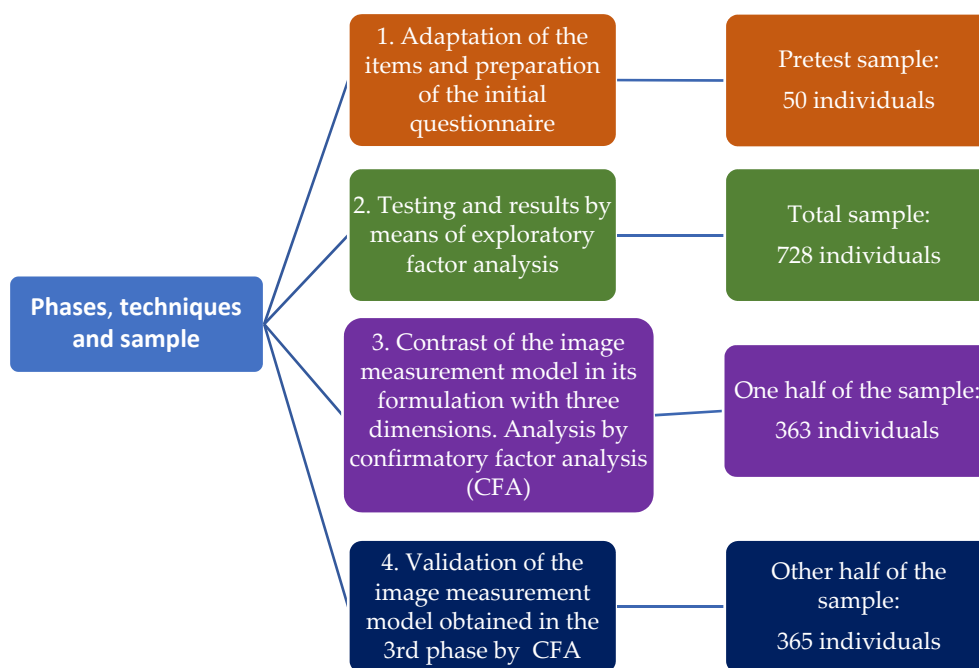 Phases, techniques
and sample
1. Adaptation of the
items and preparation
of the initial
questionnaire
Pretest sample:
50 individuals
2. Testing and results by
means of exploratory
factor analysis
Total sample:
728 individuals
3. Contrast of the image
measurement model in its
formulation with three
dimensions. Analysis by
confirmatory factor analysis
(CFA)
One half of the sample:
363 individuals
4. Validation of the
image measurement
model obtained in the
3rd phase by CFA
Other half of the
sample:
365 individuals